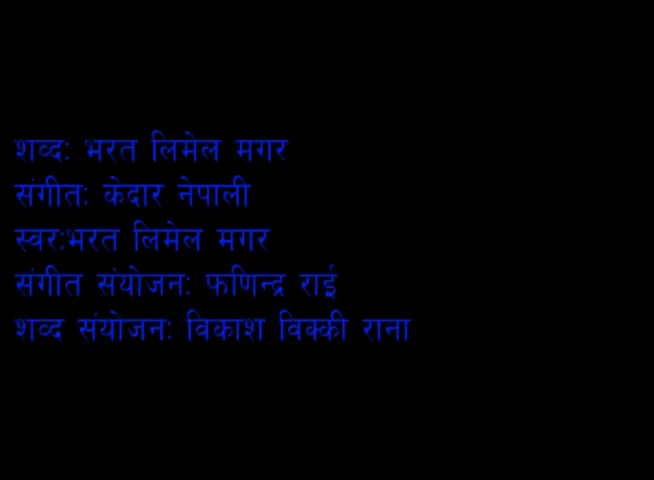 शव्दः भरत लिमेल मगर
संगीतः केदार नेपाली
स्वरःभरत लिमेल मगर
संगीत संयोजनः फणिन्द्र राई
शव्द संयोजनः विकाश विक्की राना